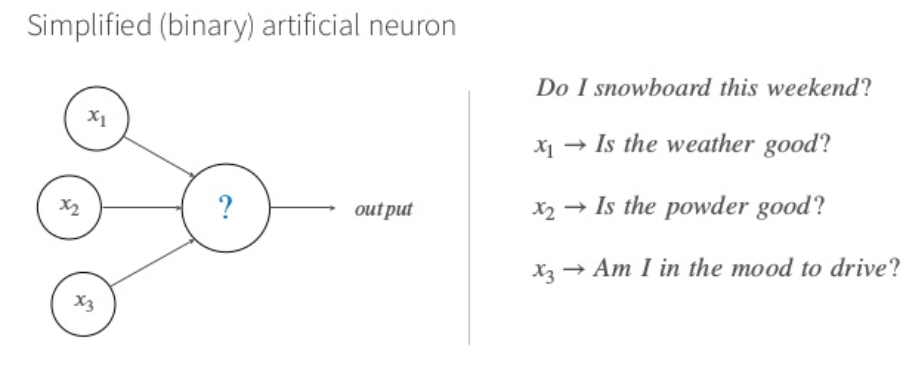 Simplified (binary) artificial neuron
x₁
x₂
x₃
?
output
Do I snowboard this weekend?
x₁ → Is the weather good?
x₂ → Is the powder good?
x₃ → Am I in the mood to drive?